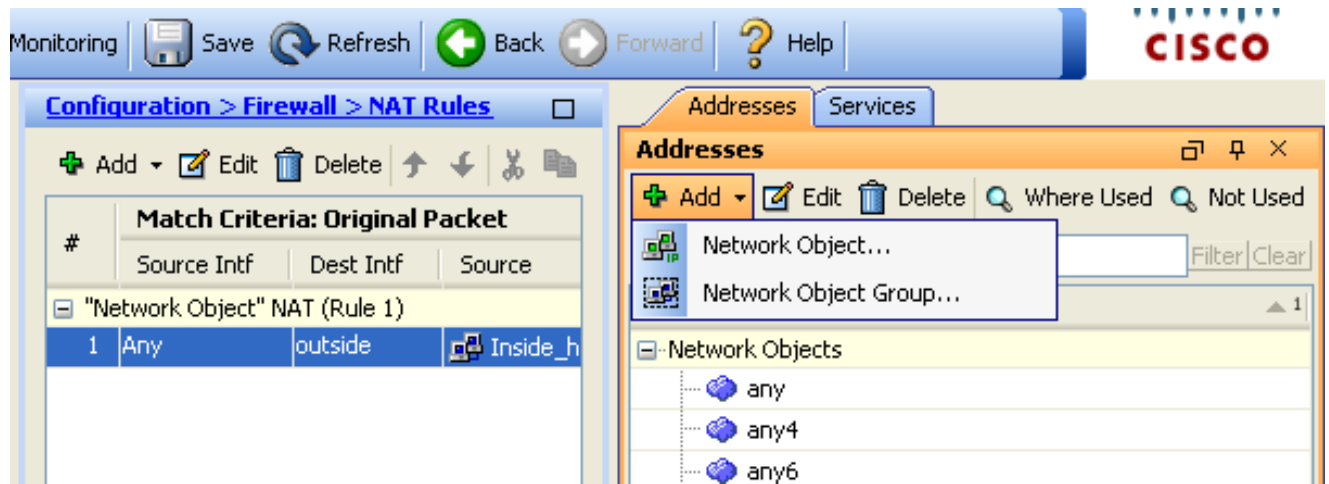 Monitoring Save Refresh Back Forward Help
CISCO
Configuration > Firewall > NAT Rules
Add Edit Delete
# Match Criteria: Original Packet
Source Intf Dest Intf Source
"Network Object" NAT (Rule 1)
1 Any outside Inside_h
Addresses Services
Addresses
Add Edit Delete Where Used Not Used
Network Object...
Filter Clear
Network Object Group...
1
Network Objects
any
any4
any6